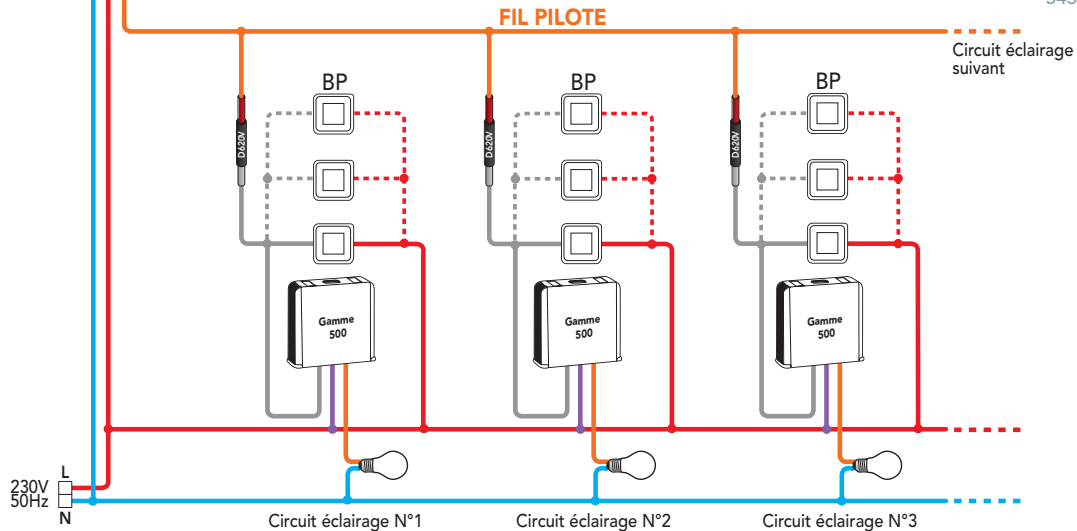 FIL PILOTE
Circuit éclairage
suivant
BP
BP
BP
D620V
D620V
D620V
Gamme
500
Gamme
500
Gamme
500
230V
50Hz
L
N
Circuit éclairage N°1
Circuit éclairage N°2
Circuit éclairage N°3